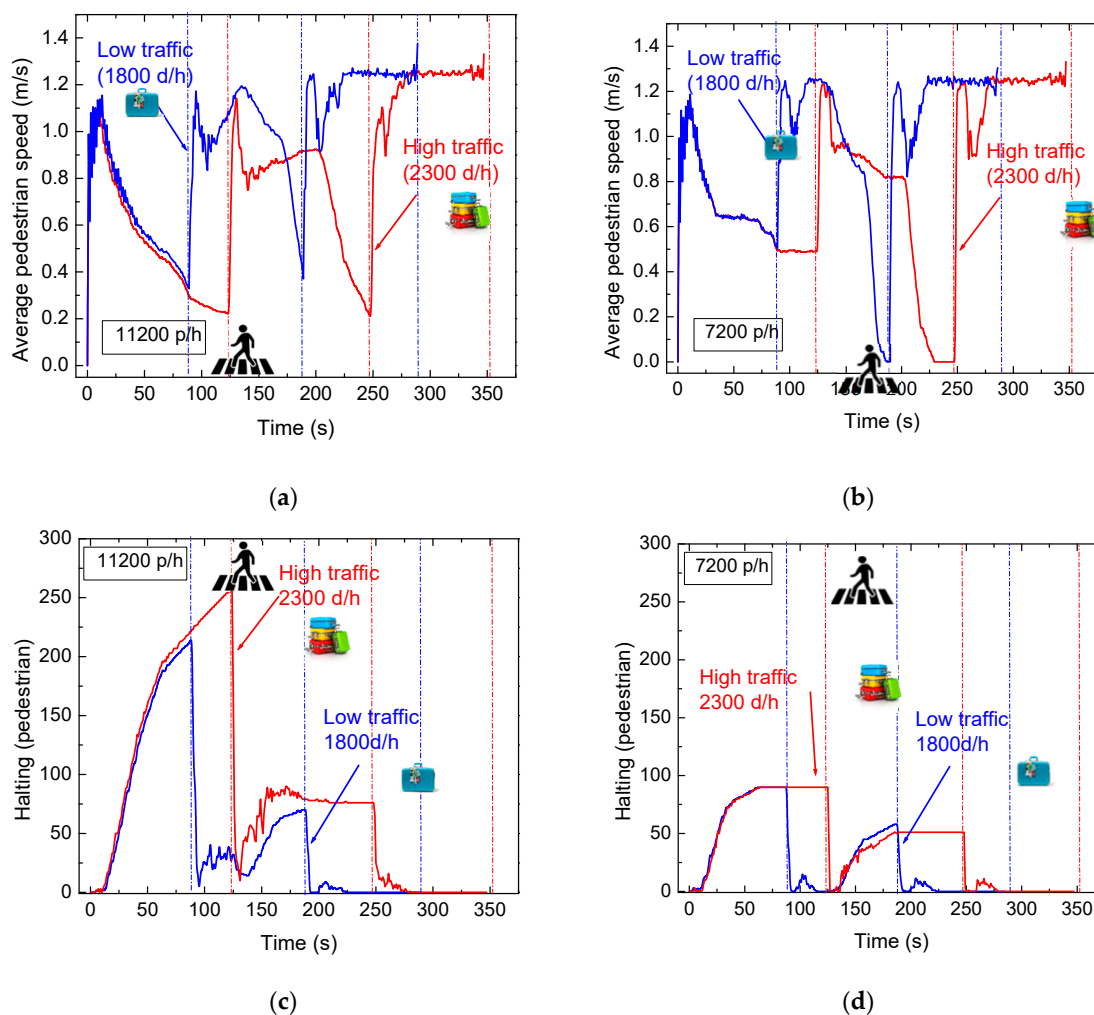 1.4
1.2
1.0
0.8
0.6
0.4
0.2
0.0
Average pedestrian speed (m/s)
Low traffic
(1800 d/h)
High traffic
(2300 d/h)
11200 p/h
0 50 100 150 200 250 300 350
Time (s)
(a)
1.4
1.2
1.0
0.8
0.6
0.4
0.2
0.0
Average pedestrian speed (m/s)
Low traffic
(1800 d/h)
High traffic
(2300 d/h)
7200 p/h
0 50 100 150 200 250 300 350
Time (s)
(b)
300
250
200
150
100
50
0
Halting (pedestrian)
11200 p/h
High traffic
2300 d/h
Low traffic
1800d/h
0 50 100 150 200 250 300 350
Time (s)
(c)
300
250
200
150
100
50
0
Halting (pedestrian)
7200 p/h
High traffic
2300 d/h
Low traffic
1800d/h
0 50 100 150 200 250 300 350
Time (s)
(d)